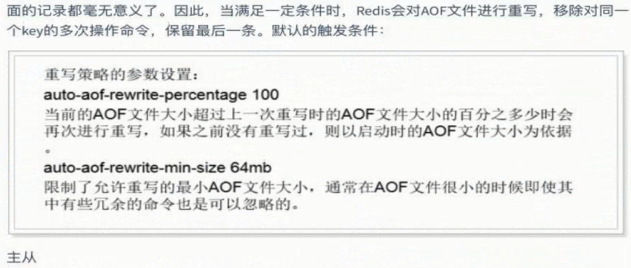 面的记录都毫无意义了。因此，当满足一定条件时，Redis会对AOF文件进行重写，移除对同一
个key的多次操作命令，保留最后一条。默认的触发条件：
重写策略的参数设置：
auto-aof-rewrite-percentage 100
当前的AOF文件大小超过上一次重写时的AOF文件大小的百分之多少时会
再次进行重写，如果之前没有重写过，则以启动时的AOF文件大小为依据
。
auto-aof-rewrite-min-size 64mb
限制了允许重写的最小AOF文件大小，通常在AOF文件很小的时候即使其
中有些冗余的命令也是可以忽略的。
主从